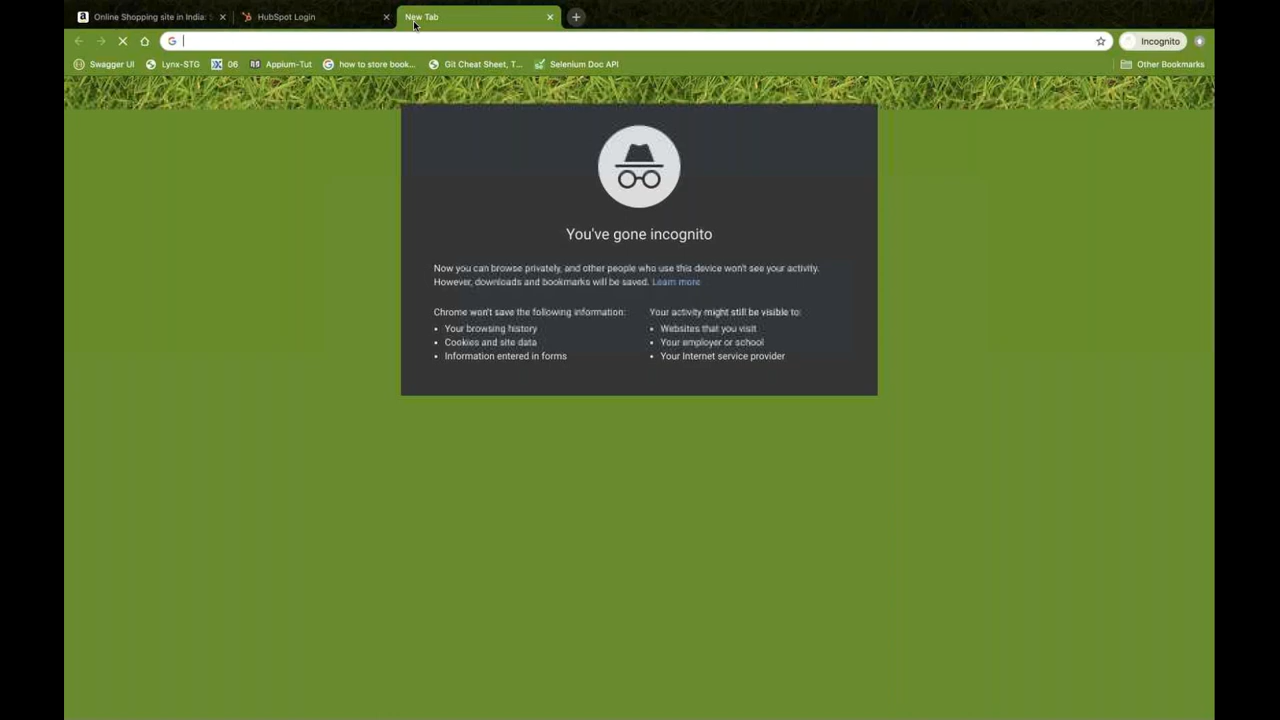 Online Shopping site in India: S
HubSpot Login
New Tab
Incognito
Swagger UI
Lynx-STG
06
Appium-Tut
how to store book...
Git Cheat Sheet, T...
Selenium Doc API
Other Bookmarks
You've gone incognito
Now you can browse privately, and other people who use this device won't see your activity.
However, downloads and bookmarks will be saved. Learn more
Chrome won't save the following information:
• Your browsing history
• Cookies and site data
• Information entered in forms
Your activity might still be visible to:
• Websites that you visit
• Your employer or school
• Your Internet service provider